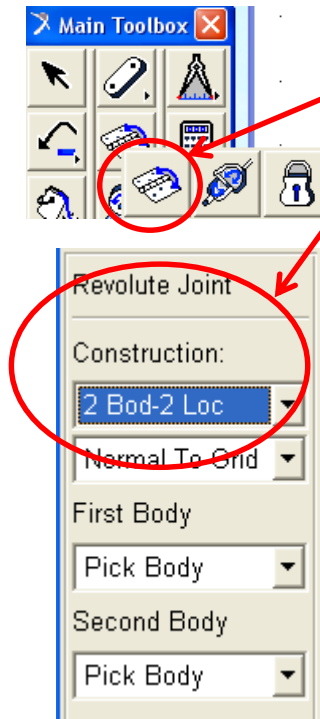 Main Toolbox
Revolute Joint
Construction:
2 Bod-2 Loc
Normal To Grid
First Body
Pick Body
Second Body
Pick Body